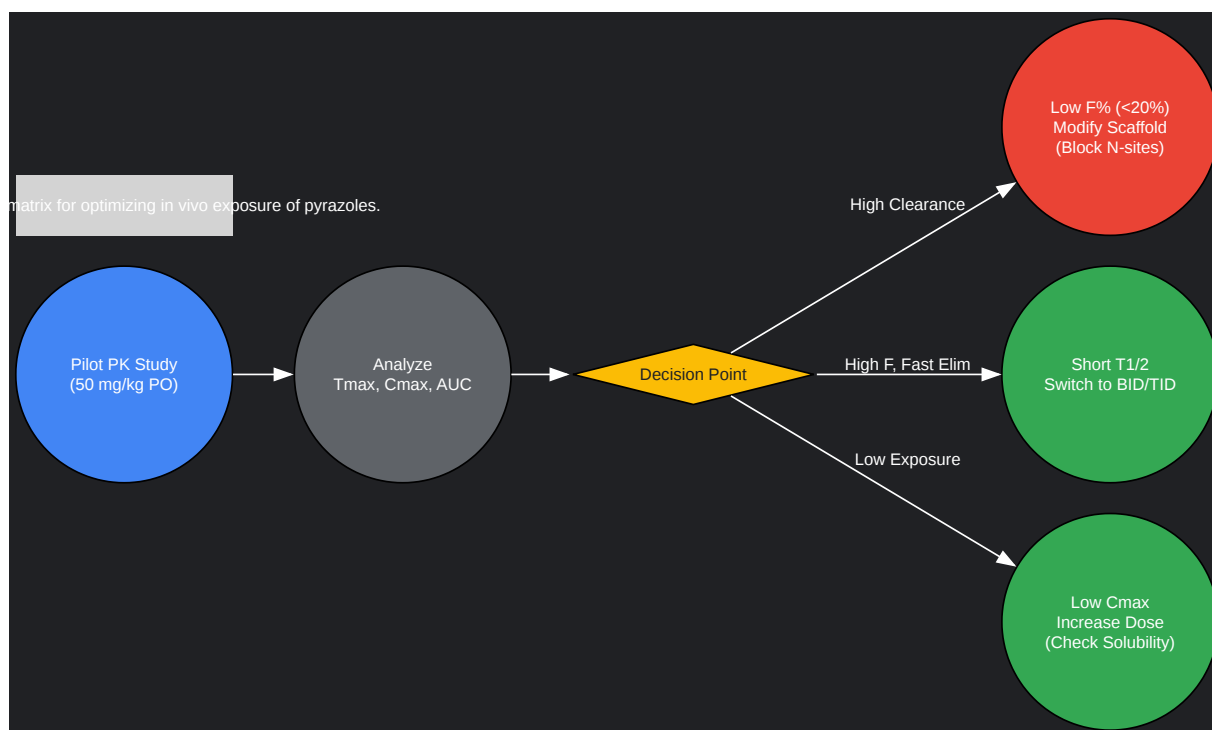 matrix for optimizing in vivo exposure of pyrazoles.
Pilot PK Study
(50 mg/kg PO)
Analyze
Tmax, Cmax, AUC
Decision Point
High Clearance
High F, Fast Elim
Low Exposure
Low F% (<20%)
Modify Scaffold
(Block N-sites)
Short T1/2
Switch to BID/TID
Low Cmax
Increase Dose
(Check Solubility)